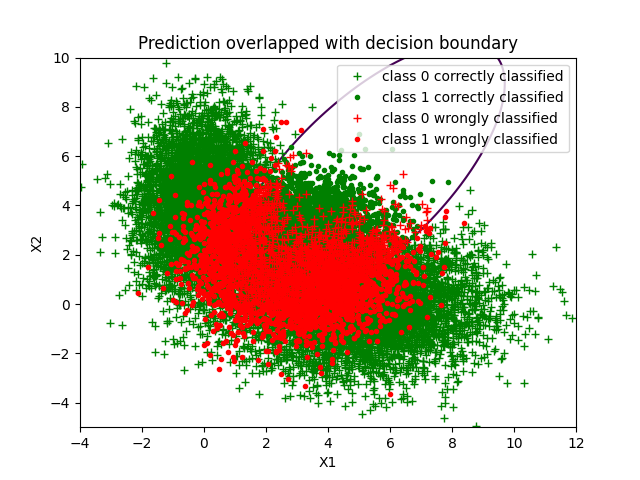 Prediction overlapped with decision boundary
class 0 correctly classified
class 1 correctly classified
class 0 wrongly classified
class 1 wrongly classified
X2
10
8
6
4
2
0
−2
−4
−4 −2 0 2 4 6 8 10 12
X1